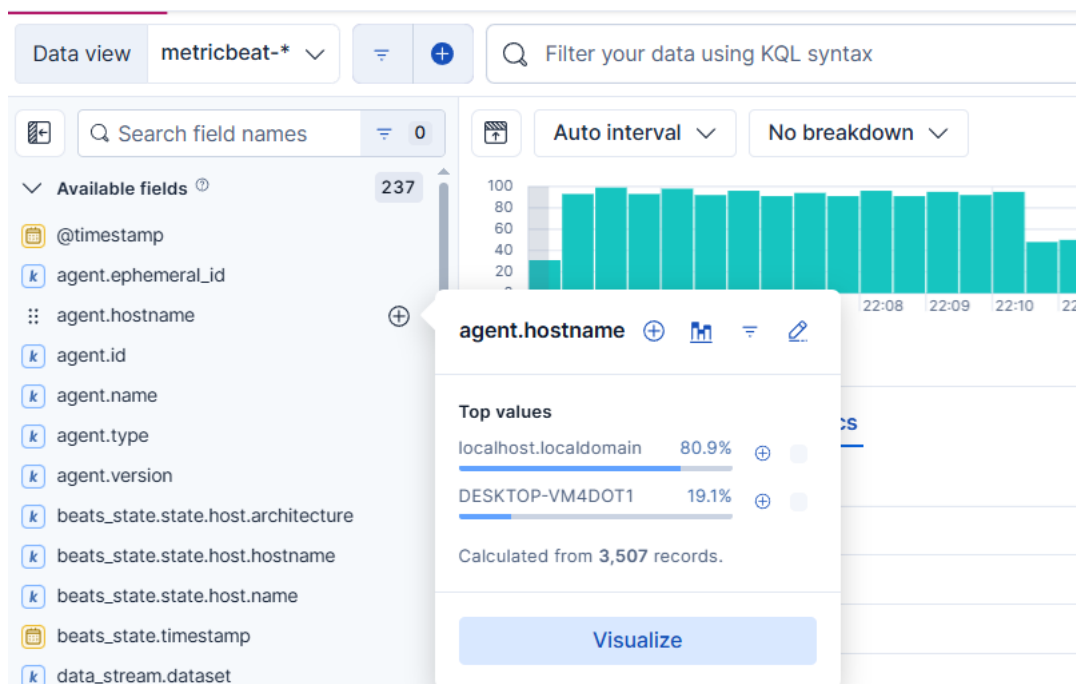 Data view metricbeat-* Filter your data using KQL syntax
Search field names 0 Auto interval No breakdown
Available fields 237
100
80
60
40
20
@timestamp
agent.ephemeral_id
22:08 22:09 22:10
agent.hostname
agent.id
agent.name
agent.type
agent.version
beats_state.state.host.architecture
beats_state.state.host.hostname
beats_state.state.host.name
beats_state.timestamp
data_stream.dataset
agent.hostname
Top values
localhost.localdomain 80.9%
DESKTOP-VM4DOT1 19.1%
Calculated from 3,507 records.
Visualize
cs